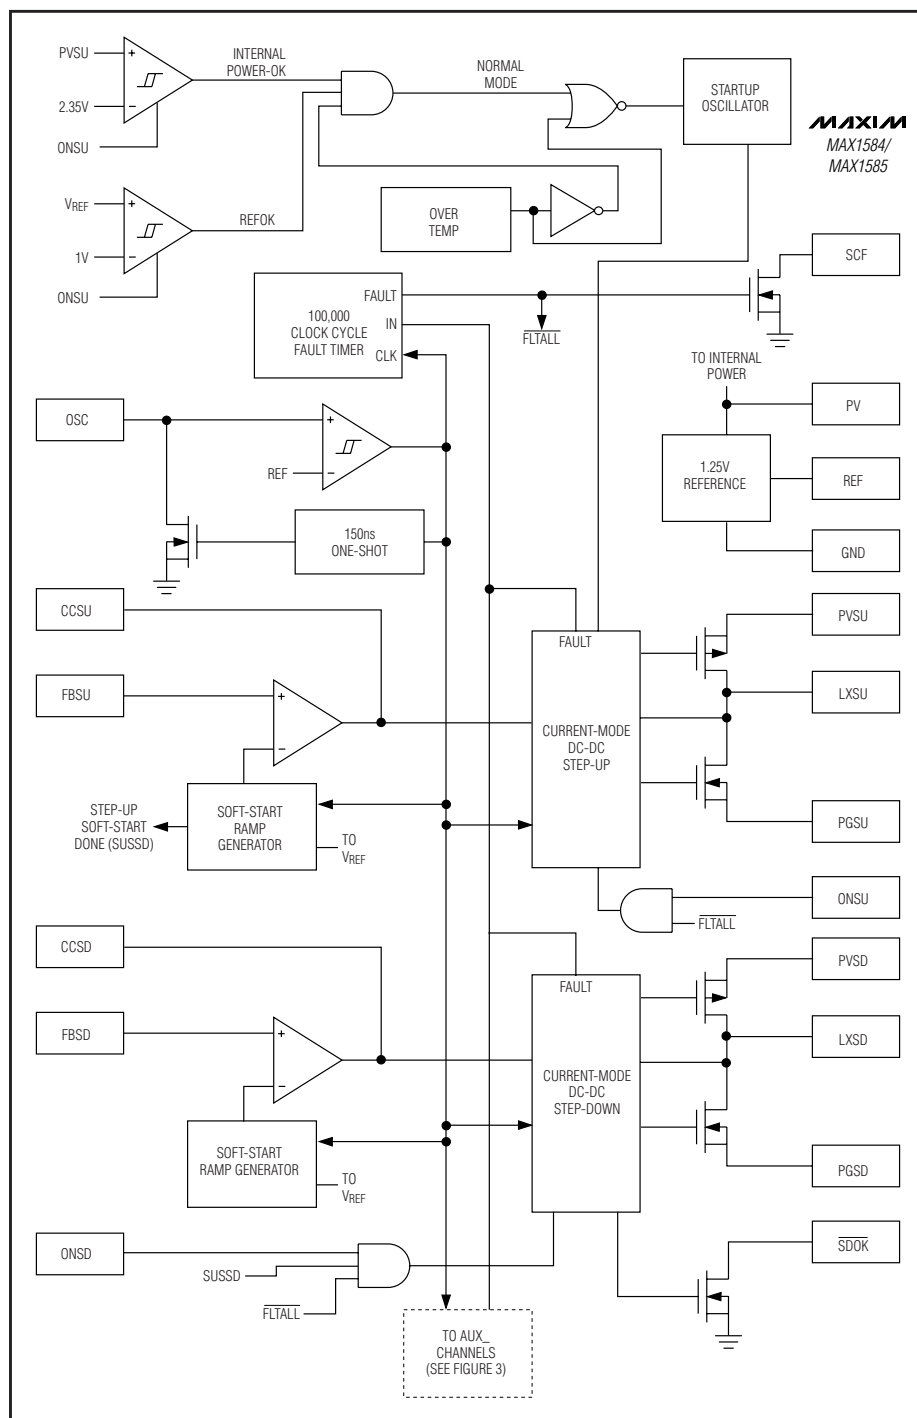 PVSU
+
INTERNAL
POWER-OK
2.35V
−
ONSU
NORMAL
MODE
STARTUP
OSCILLATOR
MAXIM
MAX1584/
MAX1585
VREF
+
REFOK
1V
−
ONSU
OVER
TEMP
SCF
100,000
CLOCK CYCLE
FAULT TIMER
FAULT
IN
CLK
FLTALL
TO INTERNAL
POWER
PV
OSC
+
REF
−
1.25V
REFERENCE
REF
150ns
ONE-SHOT
GND
CCSU
FAULT
PVSU
FBSU
+
−
LXSU
CURRENT-MODE
DC-DC
STEP-UP
STEP-UP
SOFT-START
DONE (SUSSD)
SOFT-START
RAMP
GENERATOR
TO
VREF
PGSU
ONSU
FLTALL
CCSD
FAULT
PVSD
FBSD
+
−
LXSD
CURRENT-MODE
DC-DC
STEP-DOWN
SOFT-START
RAMP GENERATOR
TO
VREF
PGSD
ONSD
SUSSD
FLTALL
SDOK
TO AUX_
CHANNELS
(SEE FIGURE 3)